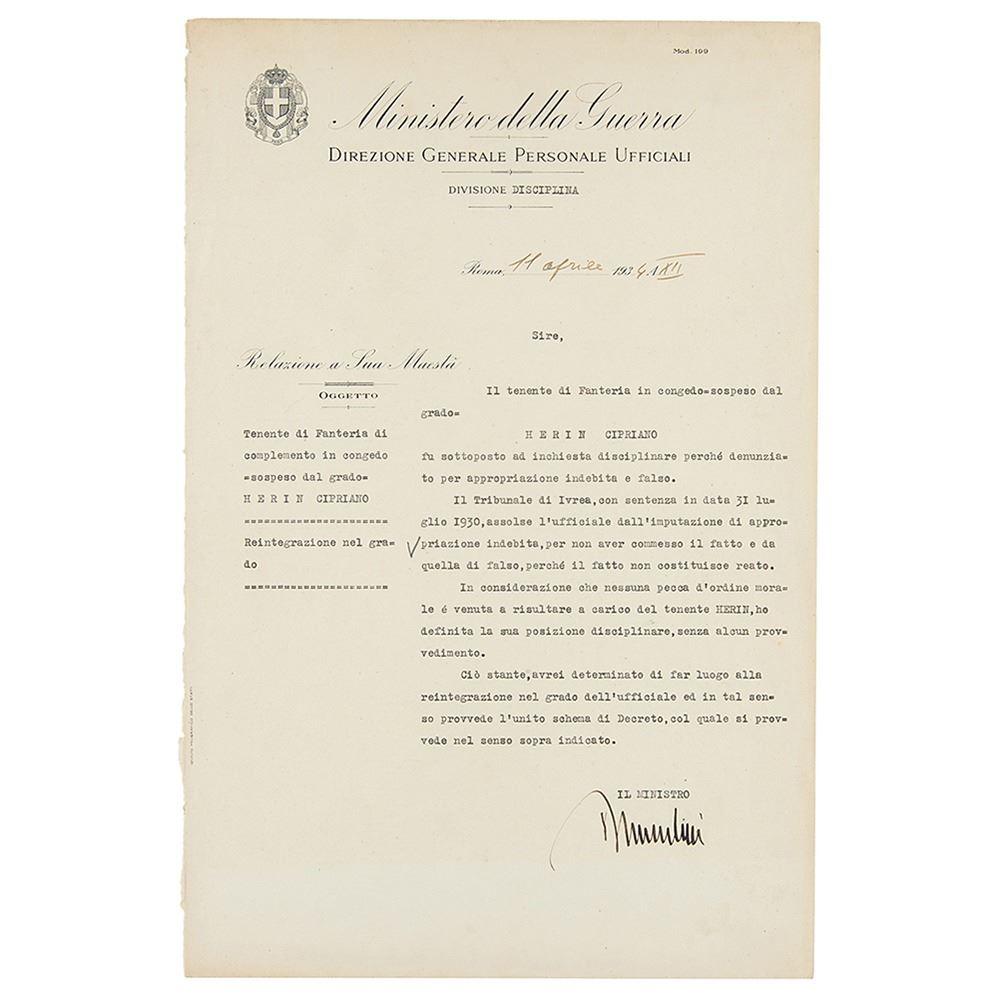 Mod. 199
Ministero della Guerra
DIREZIONE GENERALE PERSONALE UFFICIALI
DIVISIONE DISCIPLINA
Roma, 11 aprile 1934 A XII
Sire,
Relazione a Sua Maestà
OGGETTO
Tenente di Fanteria di
complemento in congedo
=sospeso dal grado=
H E R I N CIPRIANO
=====================
Reintegrazione nel gra=
do
=====================
Il tenente di Fanteria in congedo=sospeso dal
grado=
H E R I N CIPRIANO
fu sottoposto ad inchiesta disciplinare perché denunzia=
to per appropriazione indebita e falso.
Il Tribunale di Ivrea,con sentenza in data 31 lu=
glio 1930,assolse l'ufficiale dall'imputazione di appro=
priazione indebita,per non aver commesso il fatto e da
quella di falso,perché il fatto non costituisce reato.
In considerazione che nessuna pecca d'ordine mora=
le é venuta a risultare a carico del tenente HERIN,ho
definita la sua posizione disciplinare,senza alcun prov=
vedimento.
Ciò stante,avrei determinato di far luogo alla
reintegrazione nel grado dell'ufficiale ed in tal sen=
so provvede l'unito schema di Decreto,col quale si prov=
vede nel senso sopra indicato.
IL MINISTRO
Mussolini